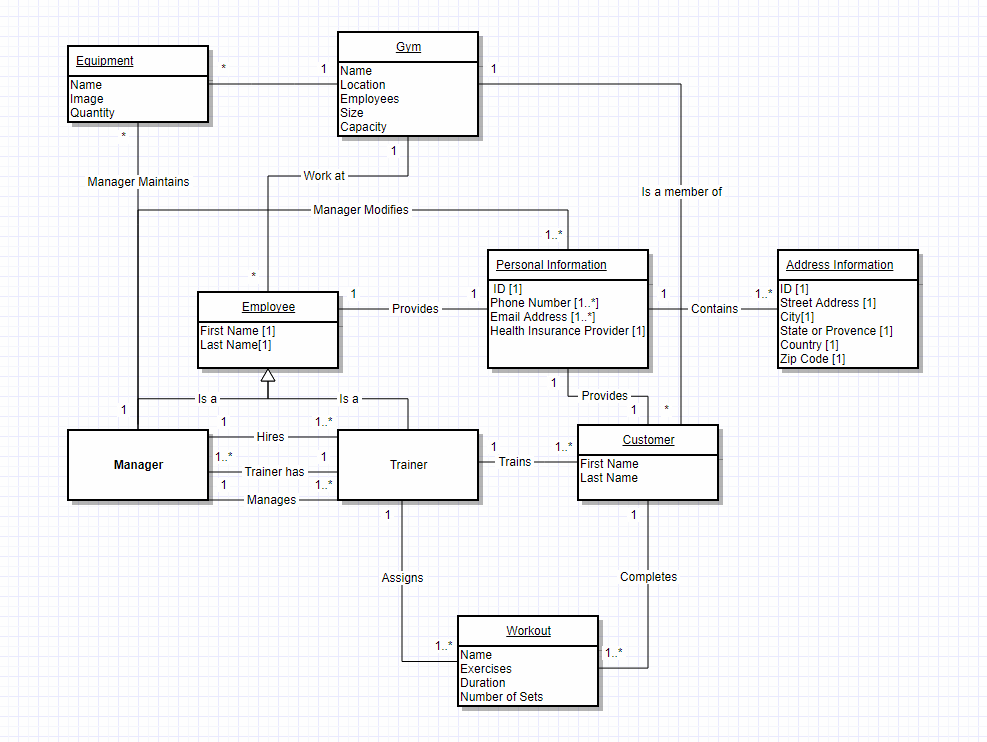 Gym
Name
Location
Employees
Size
Capacity
Equipment
Name
Image
Quantity
*
1
1
*
1
Manager Maintains
Work at
Is a member of
Manager Modifies
1..*
*
Personal Information
ID [1]
Phone Number [1..*]
Email Address [1..*]
Health Insurance Provider [1]
Address Information
ID [1]
Street Address [1]
City[1]
State or Provence [1]
Country [1]
Zip Code [1]
Employee
First Name [1]
Last Name[1]
1
Provides
1
1
Contains
1..*
1
Provides
1
*
Is a
Is a
1
1
Hires
1..*
1..*
Trainer has
1
1
Manages
1..*
Manager
Trainer
1
Trains
1..*
Customer
First Name
Last Name
1
1
Assigns
Completes
1..*
1..*
Workout
Name
Exercises
Duration
Number of Sets